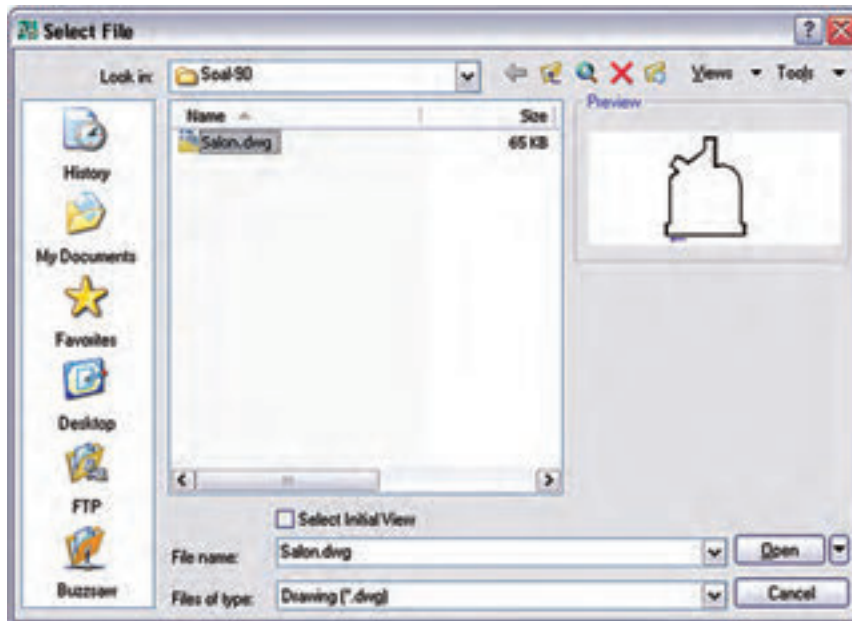 Select File
Look in: Soal-90
Views Tools
Name Size
Salon.dwg 65 KB
Preview
History
My Documents
Favorites
Desktop
FTP
Buzzsaw
Select Initial View
File name: Salon.dwg Open
Files of type: Drawing (*.dwg) Cancel